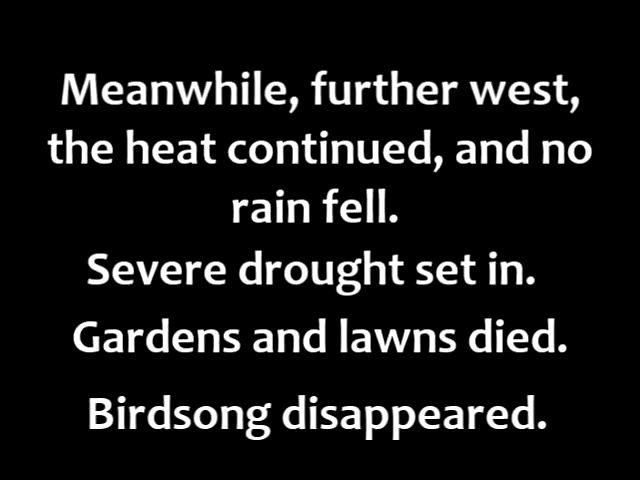 Meanwhile, further west,
the heat continued, and no
rain fell.
Severe drought set in.
Gardens and lawns died.
Birdsong disappeared.